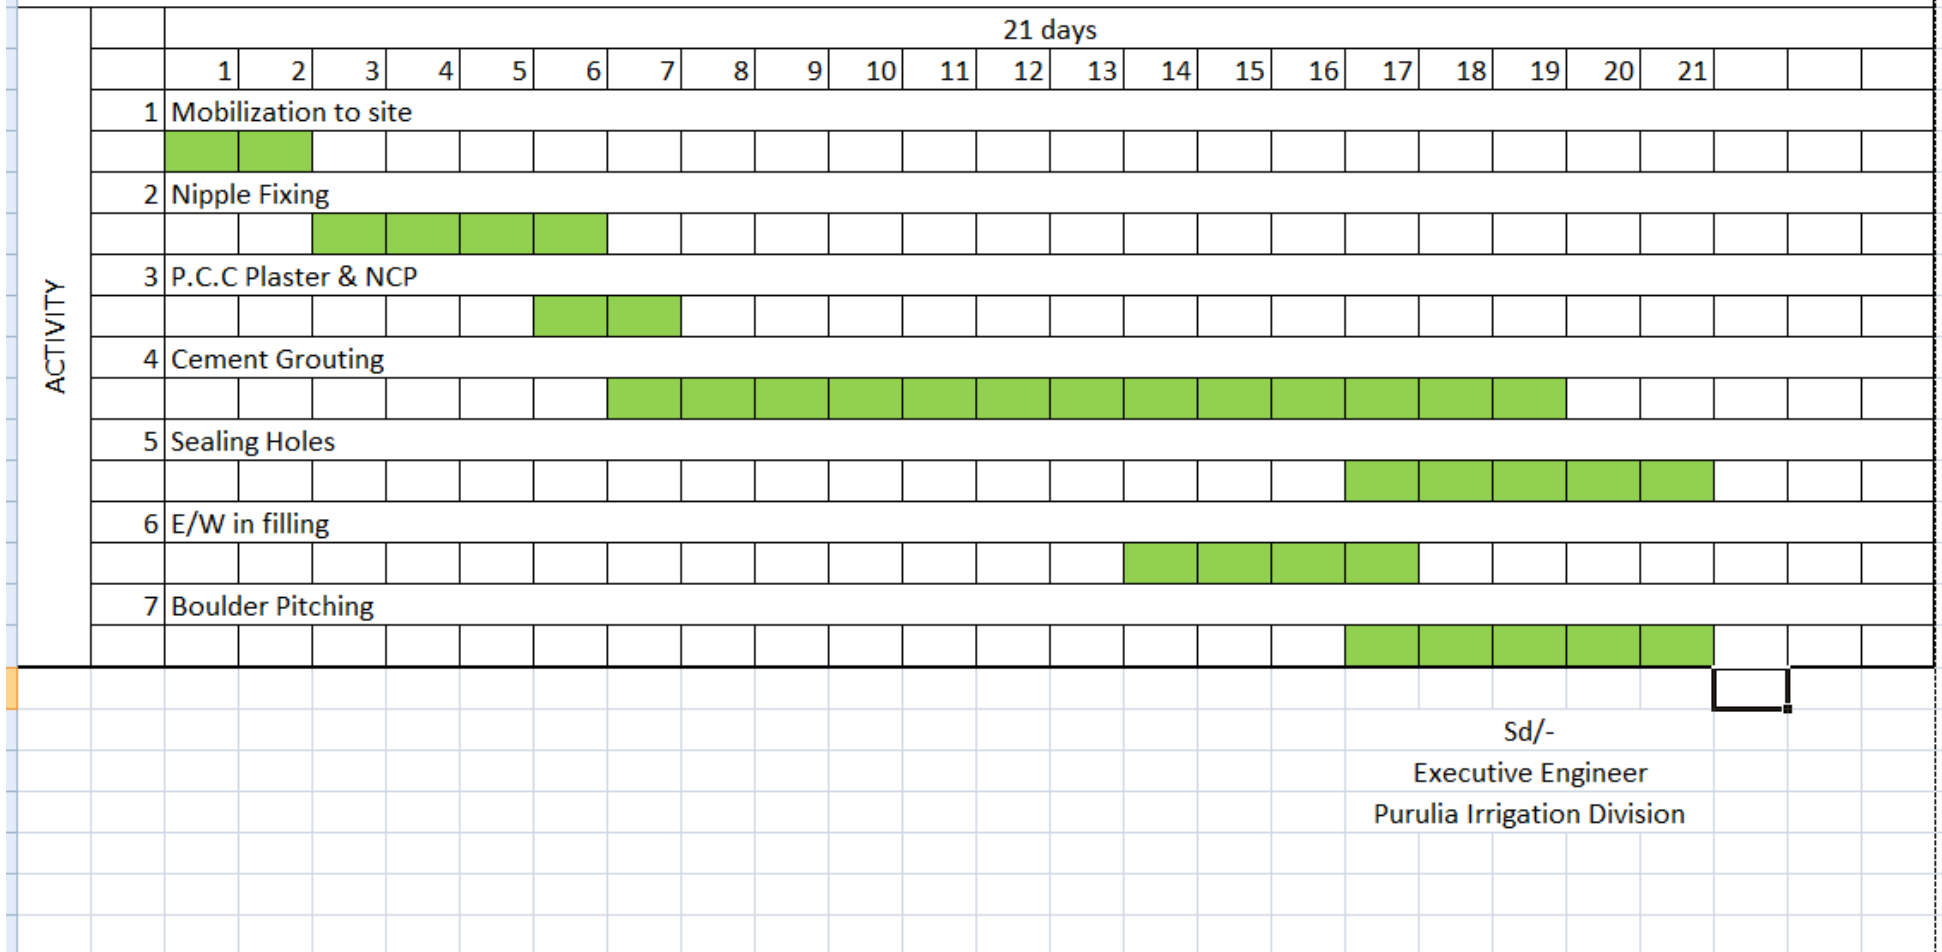 21 days
1 2 3 4 5 6 7 8 9 10 11 12 13 14 15 16 17 18 19 20 21
ACTIVITY
1 Mobilization to site
2 Nipple Fixing
3 P.C.C Plaster & NCP
4 Cement Grouting
5 Sealing Holes
6 E/W in filling
7 Boulder Pitching
Sd/-
Executive Engineer
Purulia Irrigation Division